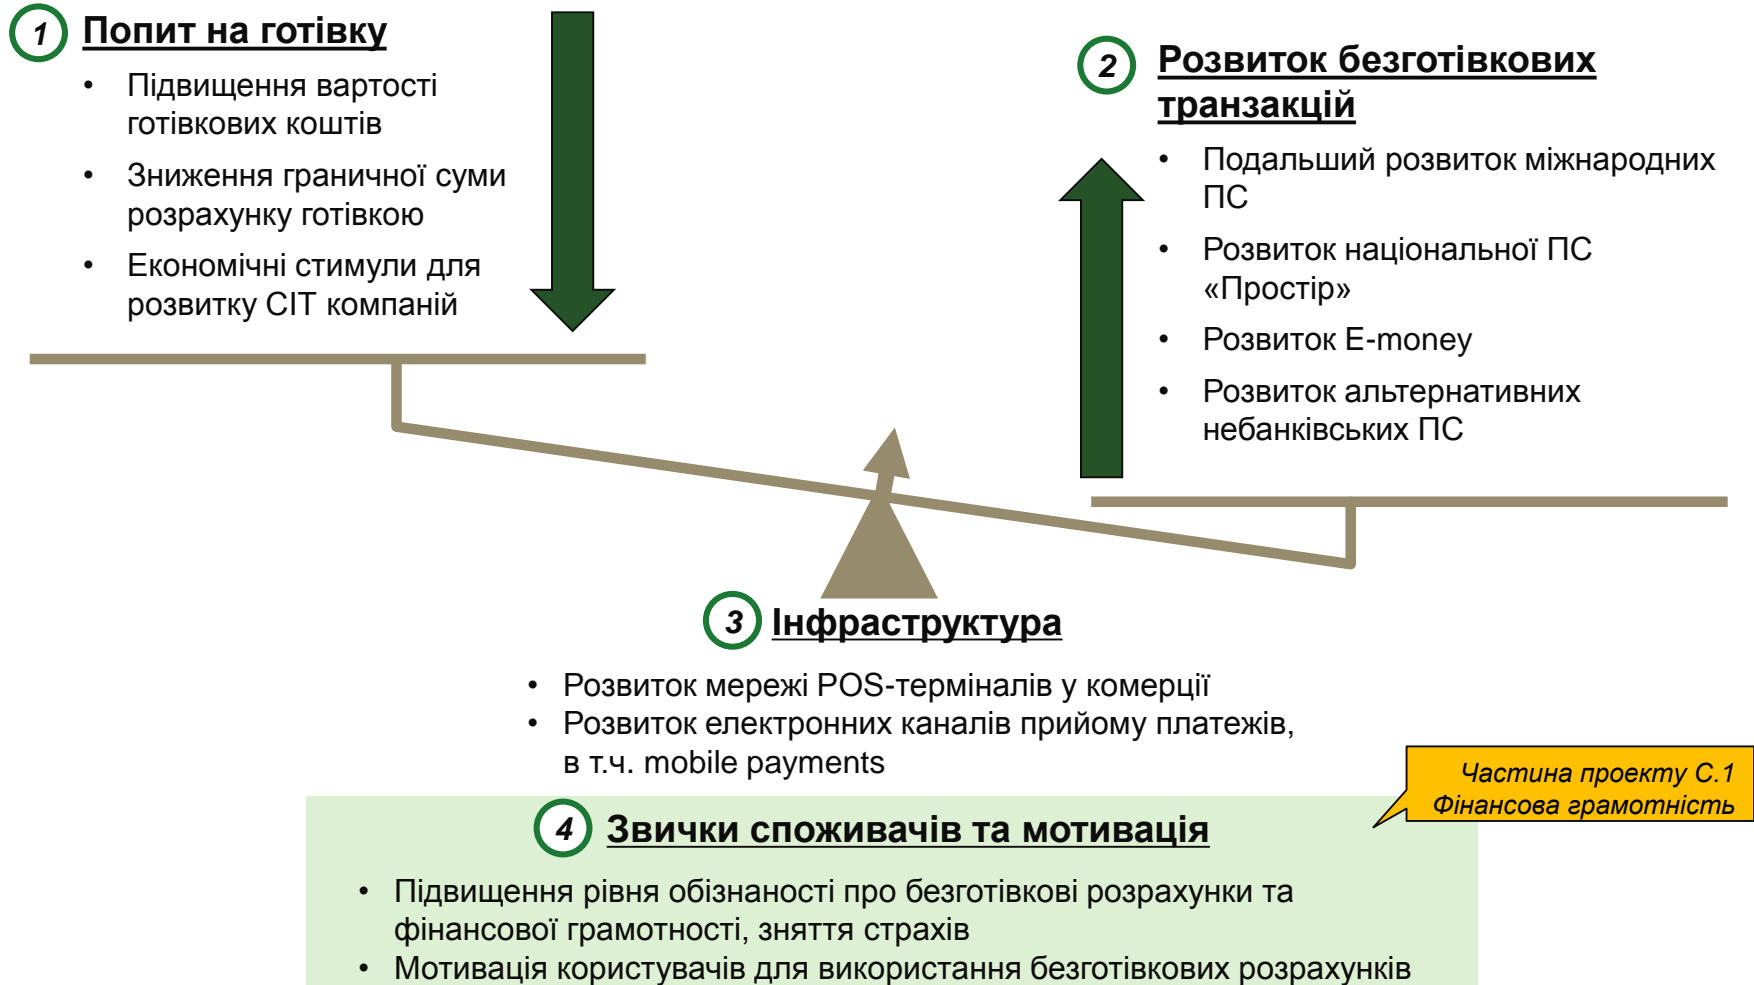 1 Попит на готівку
• Підвищення вартості
готівкових коштів
• Зниження граничної суми
розрахунку готівкою
• Економічні стимули для
розвитку CIT компаній
2 Розвиток безготівкових
транзакцій
• Подальший розвиток міжнародних
ПС
• Розвиток національної ПС
«Простір»
• Розвиток E-money
• Розвиток альтернативних
небанківських ПС
3 Інфраструктура
• Розвиток мережі POS-терміналів у комерції
• Розвиток електронних каналів прийому платежів,
в т.ч. mobile payments
Частина проекту С.1
Фінансова грамотність
4 Звички споживачів та мотивація
• Підвищення рівня обізнаності про безготівкові розрахунки та
фінансової грамотності, зняття страхів
• Мотивація користувачів для використання безготівкових розрахунків